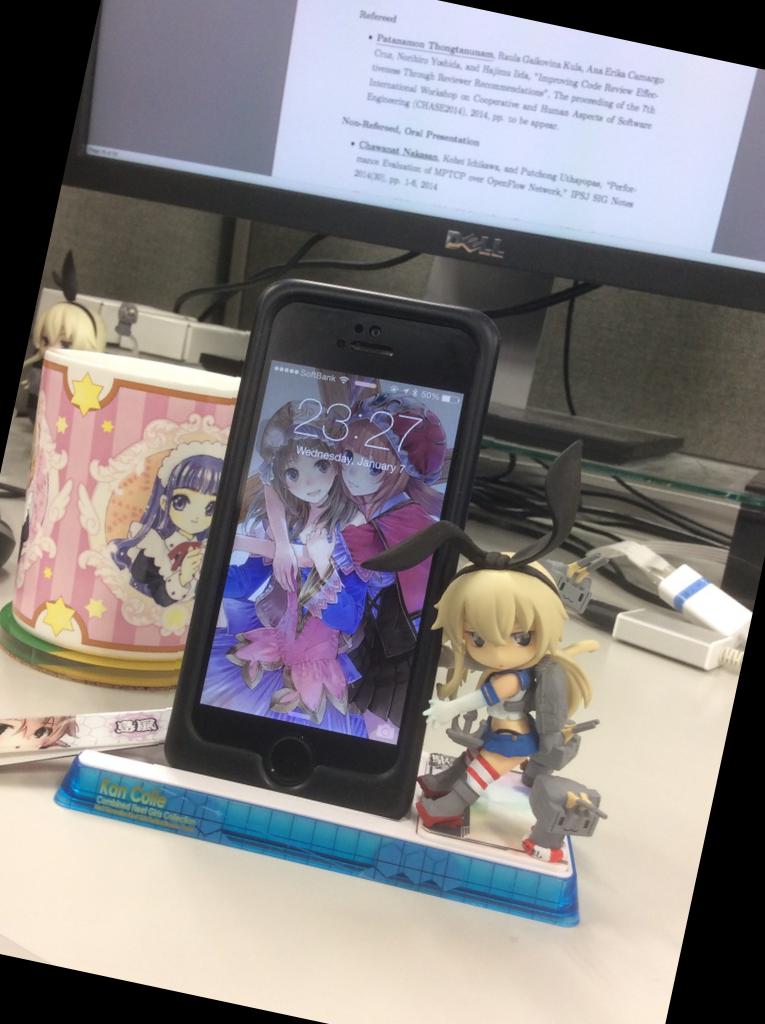 Refereed
• Patanamon Thongtanunam, Raula Gaikovina Kula, Ana Erika Camargo
Cruz, Norihiro Yoshida, and Hajimu Iida, "Improving Code Review Effec-
tiveness Through Reviewer Recommendations", The proceeding of the 7th
International Workshop on Cooperative and Human Aspects of Software
Engineering (CHASE2014), 2014, pp. to be appear.
Non-Refereed, Oral Presentation
• Chawanat Nakasan, Kohei Ichikawa, and Putchong Uthayopas, "Perfor-
mance Evaluation of MPTCP over OpenFlow Network," IPSJ SIG Notes
2014(30), pp. 1-6, 2014
DELL
SoftBank 50%
23:27
Wednesday, January 7
島風
Kan Colle
Combined Fleet Girls Collection